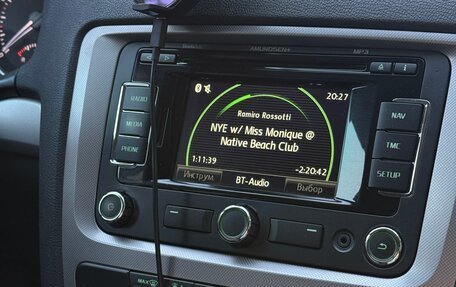 AMUNDSEN+
MP3
RADIO
MEDIA
PHONE
20:27
Ramiro Rossotti
NYE w/ Miss Monique @
Native Beach Club
1:11:39
-2:20:42
Инструм.
BT-Audio
Выбор
NAV
TMC
SETUP
MAX